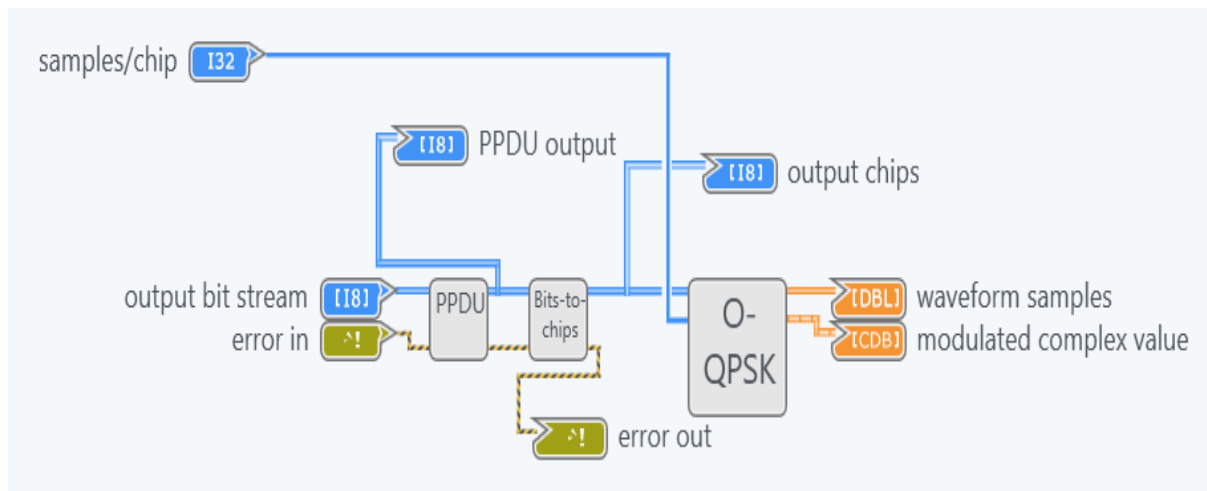 samples/chip I32
[I8] PPDU output
[I8] output chips
output bit stream [I8]
PPDU
Bits-to-
chips
O-
QPSK
[DBL] waveform samples
error in !
[CDB] modulated complex value
! error out